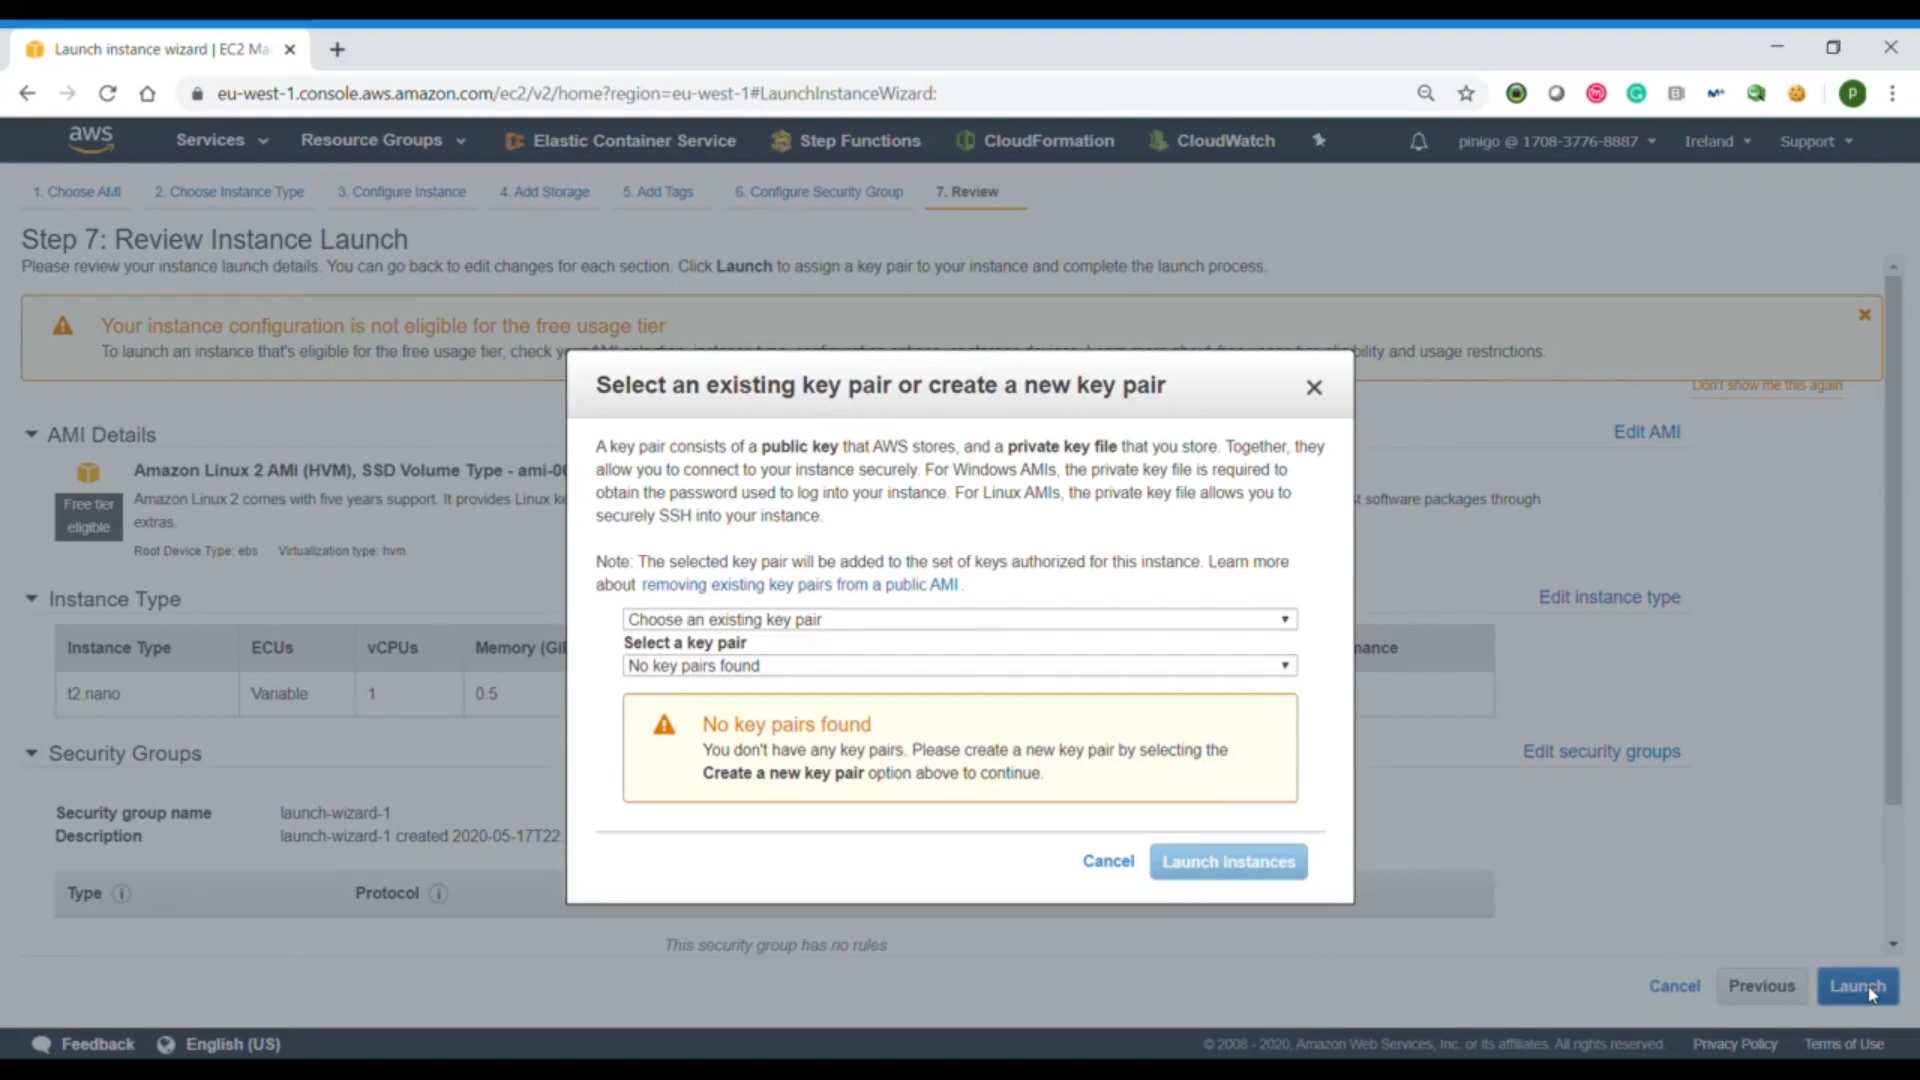 Launch instance wizard | EC2 Ma
eu-west-1.console.aws.amazon.com/ec2/v2/home?region=eu-west-1#LaunchInstanceWizard:
P
aws Services Resource Groups Elastic Container Service Step Functions CloudFormation CloudWatch pinigo @ 1708-3776-8887 Ireland Support
1. Choose AMI 2. Choose Instance Type 3. Configure Instance 4. Add Storage 5. Add Tags 6. Configure Security Group 7. Review
Step 7: Review Instance Launch
Please review your instance launch details. You can go back to edit changes for each section. Click Launch to assign a key pair to your instance and complete the launch process.
Your instance configuration is not eligible for the free usage tier
To launch an instance that's eligible for the free usage tier, check y
bility and usage restrictions.
Don't show me this again
AMI Details
Edit AMI
Amazon Linux 2 AMI (HVM), SSD Volume Type - ami-0
Free tier
eligible
Amazon Linux 2 comes with five years support. It provides Linux ke
t software packages through
extras.
Root Device Type: ebs Virtualization type: hvm
Instance Type
Edit instance type
Instance Type ECUs vCPUs Memory (Gi
mance
t2.nano Variable 1 0.5
Security Groups
Edit security groups
Security group name launch-wizard-1
Description launch-wizard-1 created 2020-05-17T22
Type i Protocol i
This security group has no rules
Select an existing key pair or create a new key pair
A key pair consists of a public key that AWS stores, and a private key file that you store. Together, they
allow you to connect to your instance securely. For Windows AMIs, the private key file is required to
obtain the password used to log into your instance. For Linux AMIs, the private key file allows you to
securely SSH into your instance.
Note: The selected key pair will be added to the set of keys authorized for this instance. Learn more
about removing existing key pairs from a public AMI .
Choose an existing key pair
Select a key pair
No key pairs found
No key pairs found
You don't have any key pairs. Please create a new key pair by selecting the
Create a new key pair option above to continue.
Cancel Launch Instances
Cancel Previous Launch
Feedback English (US)
© 2008 - 2020, Amazon Web Services, Inc. or its affiliates. All rights reserved. Privacy Policy Terms of Use